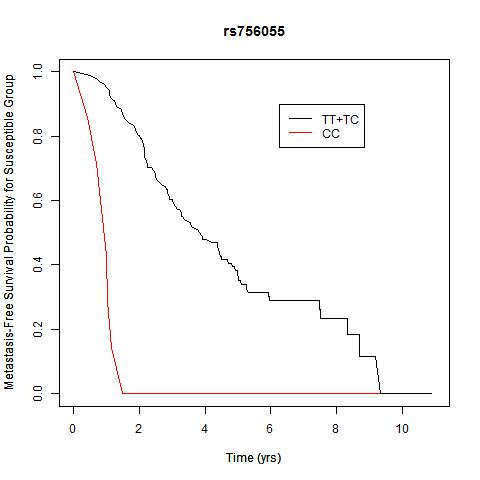 rs756055
Metastasis-Free Survival Probability for Susceptible Group
1.0
0.8
0.6
0.4
0.2
0.0
TT+TC
CC
0 2 4 6 8 10
Time (yrs)